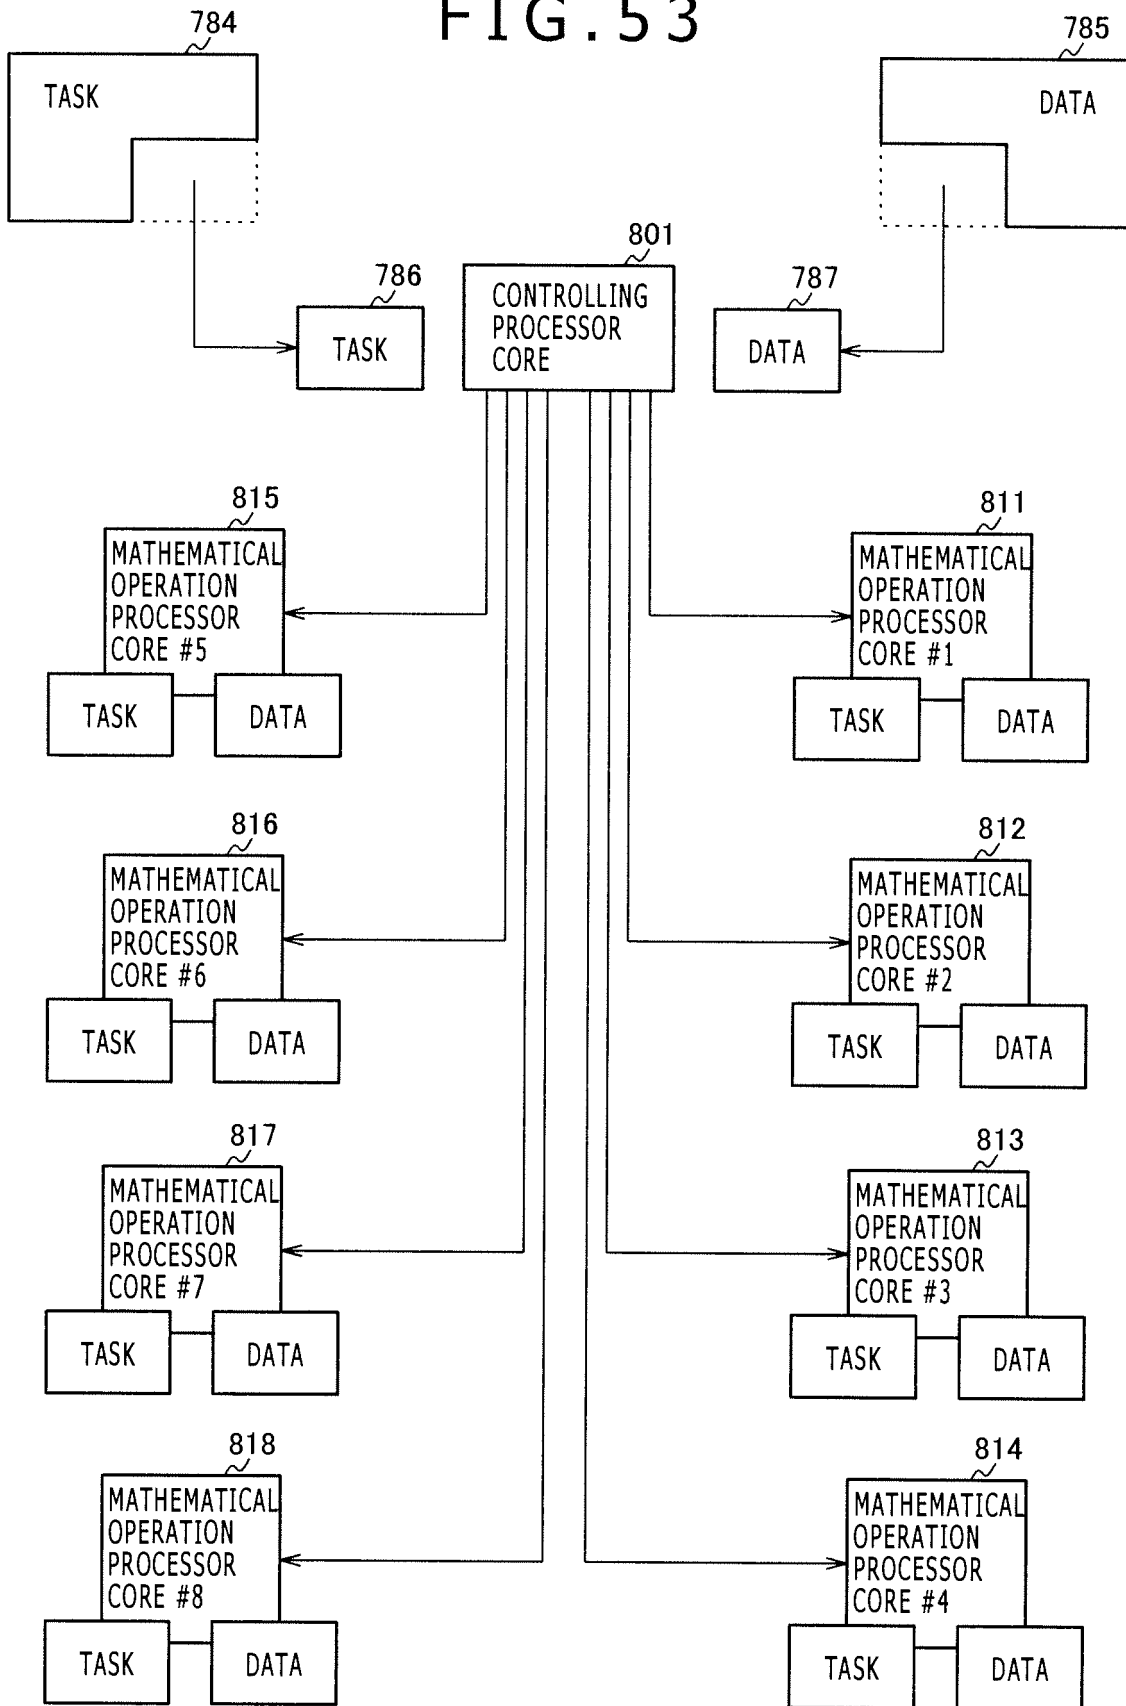 FIG.53
784
785
TASK
DATA
801
786
787
CONTROLLING
PROCESSOR
CORE
TASK
DATA
815
MATHEMATICAL
OPERATION
PROCESSOR
CORE #5
TASK
DATA
811
MATHEMATICAL
OPERATION
PROCESSOR
CORE #1
TASK
DATA
816
MATHEMATICAL
OPERATION
PROCESSOR
CORE #6
TASK
DATA
812
MATHEMATICAL
OPERATION
PROCESSOR
CORE #2
TASK
DATA
817
MATHEMATICAL
OPERATION
PROCESSOR
CORE #7
TASK
DATA
813
MATHEMATICAL
OPERATION
PROCESSOR
CORE #3
TASK
DATA
818
MATHEMATICAL
OPERATION
PROCESSOR
CORE #8
TASK
DATA
814
MATHEMATICAL
OPERATION
PROCESSOR
CORE #4
TASK
DATA